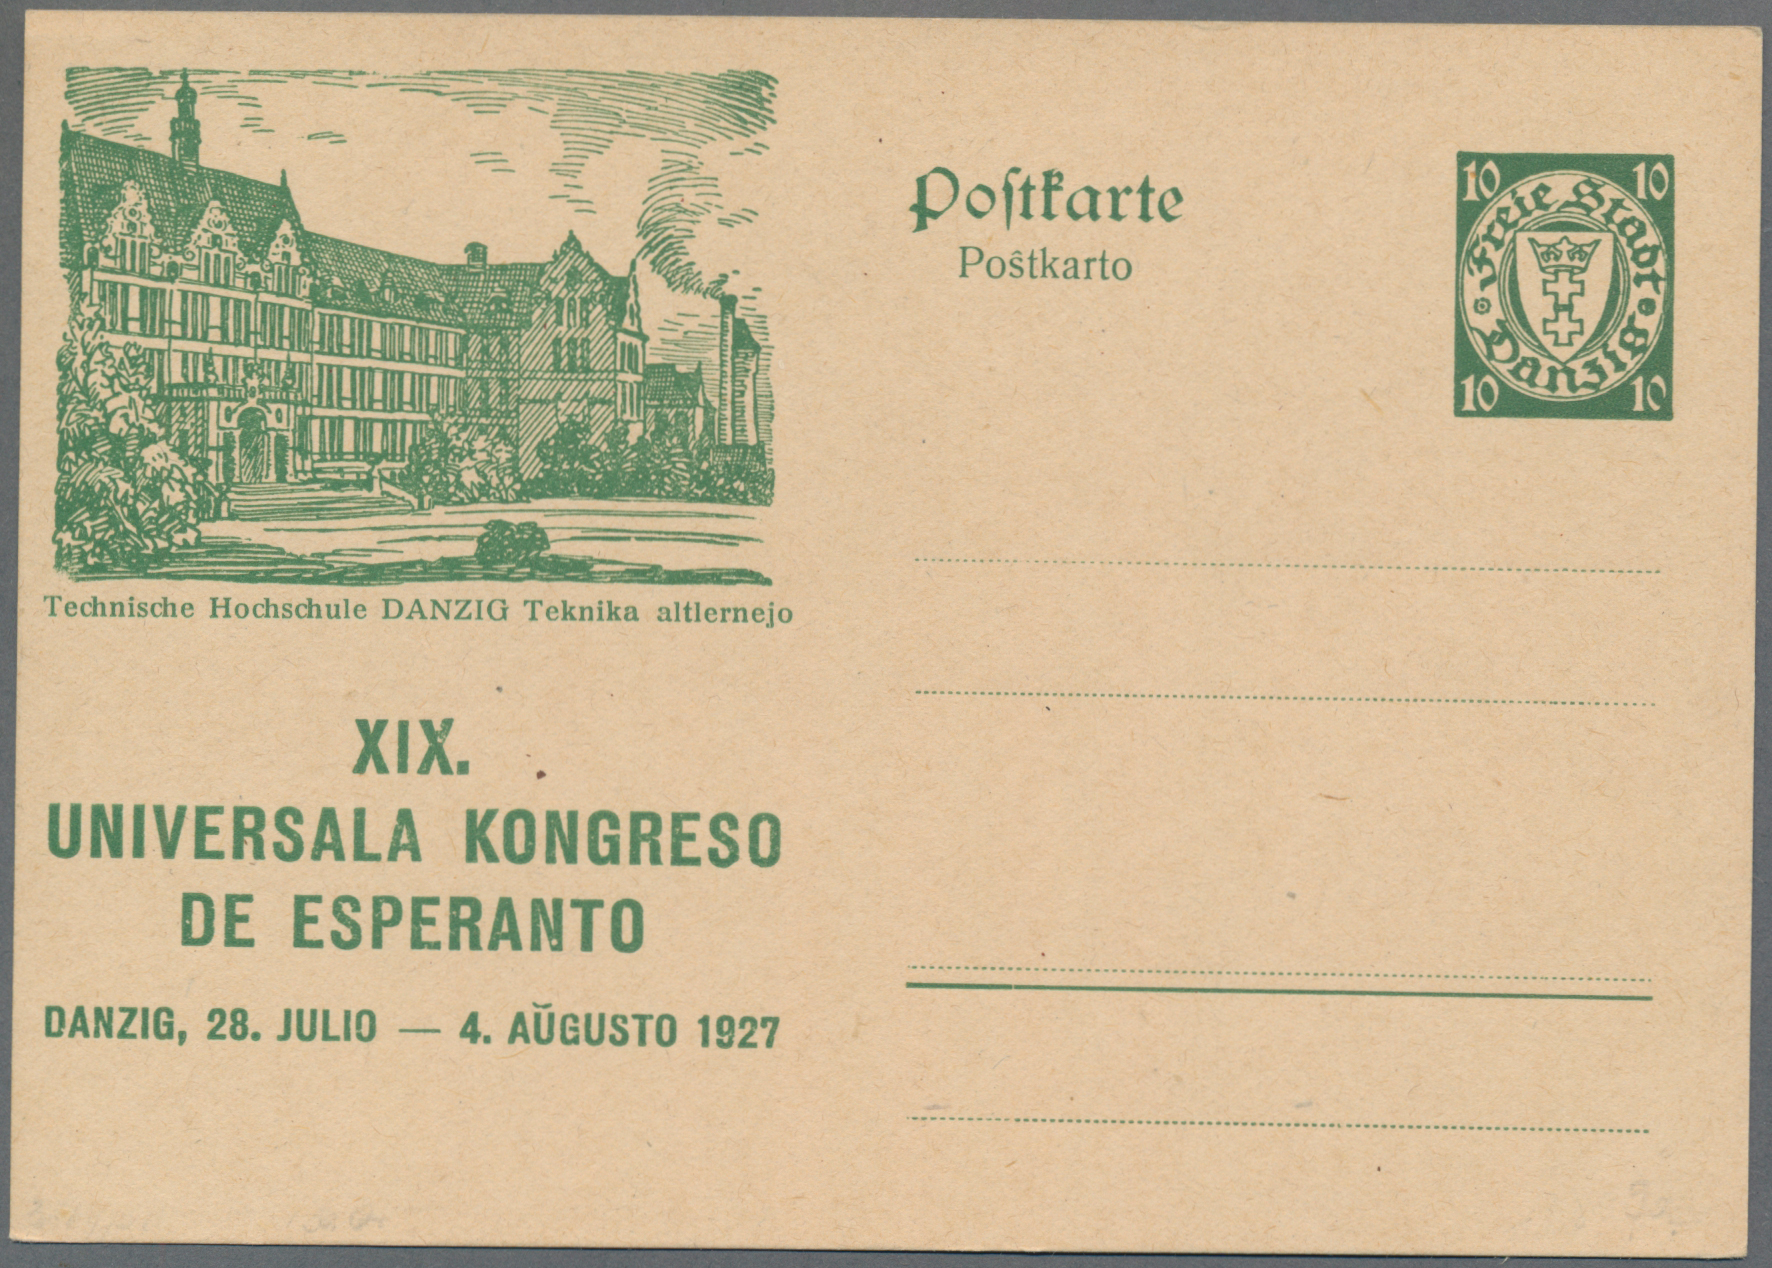 Technische Hochschule DANZIG Teknika altlernejo
XIX.
UNIVERSALA KONGRESO
DE ESPERANTO
DANZIG, 28. JULIO — 4. AŬGUSTO 1927
Poſtkarte
Poŝtkarto
10 10
Freie Stadt
Danzig
10 10